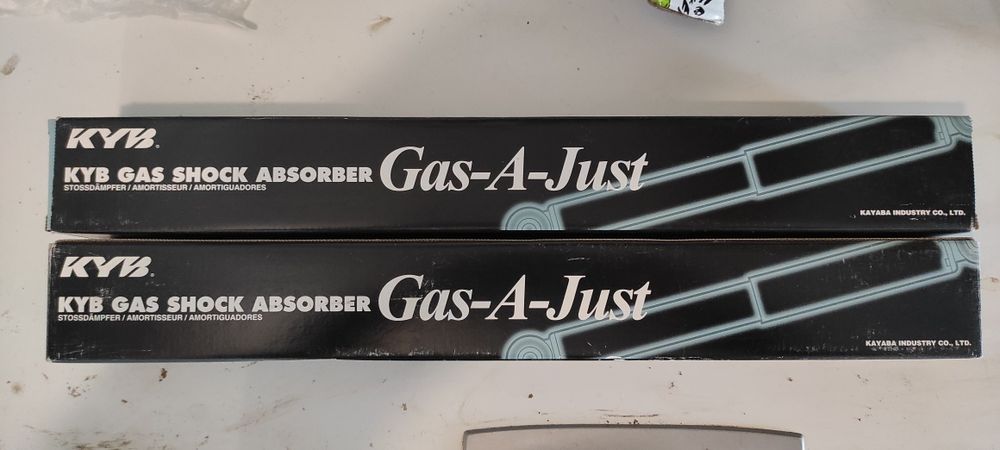 KYB®
KYB GAS SHOCK ABSORBER Gas-A-Just
STOSSDÄMPFER / AMORTISSEUR / AMORTIGUADORES
KAYABA INDUSTRY CO., LTD.
KYB®
KYB GAS SHOCK ABSORBER Gas-A-Just
STOSSDÄMPFER / AMORTISSEUR / AMORTIGUADORES
KAYABA INDUSTRY CO., LTD.